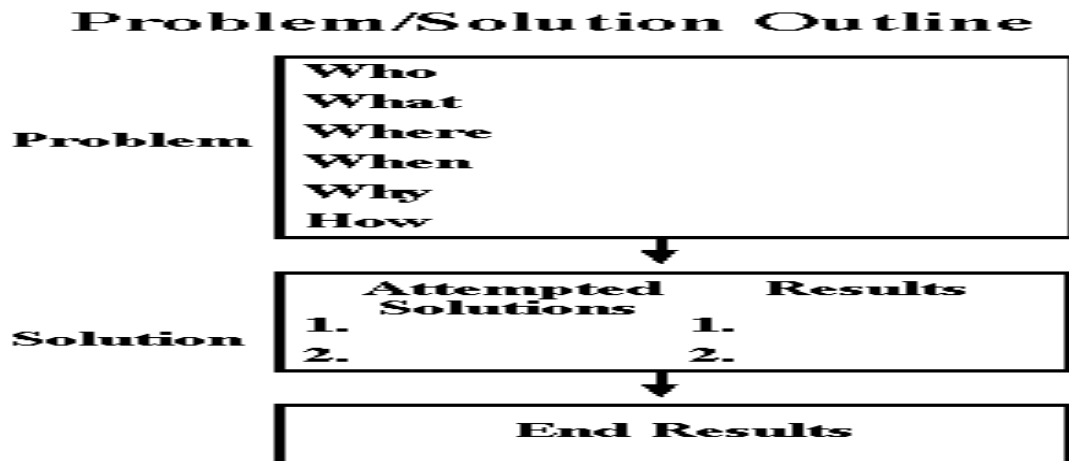 Problem/Solution Outline
Problem
Who
What
Where
When
Why
How
Solution
Attempted Solutions
Results
1.
1.
2.
2.
End Results